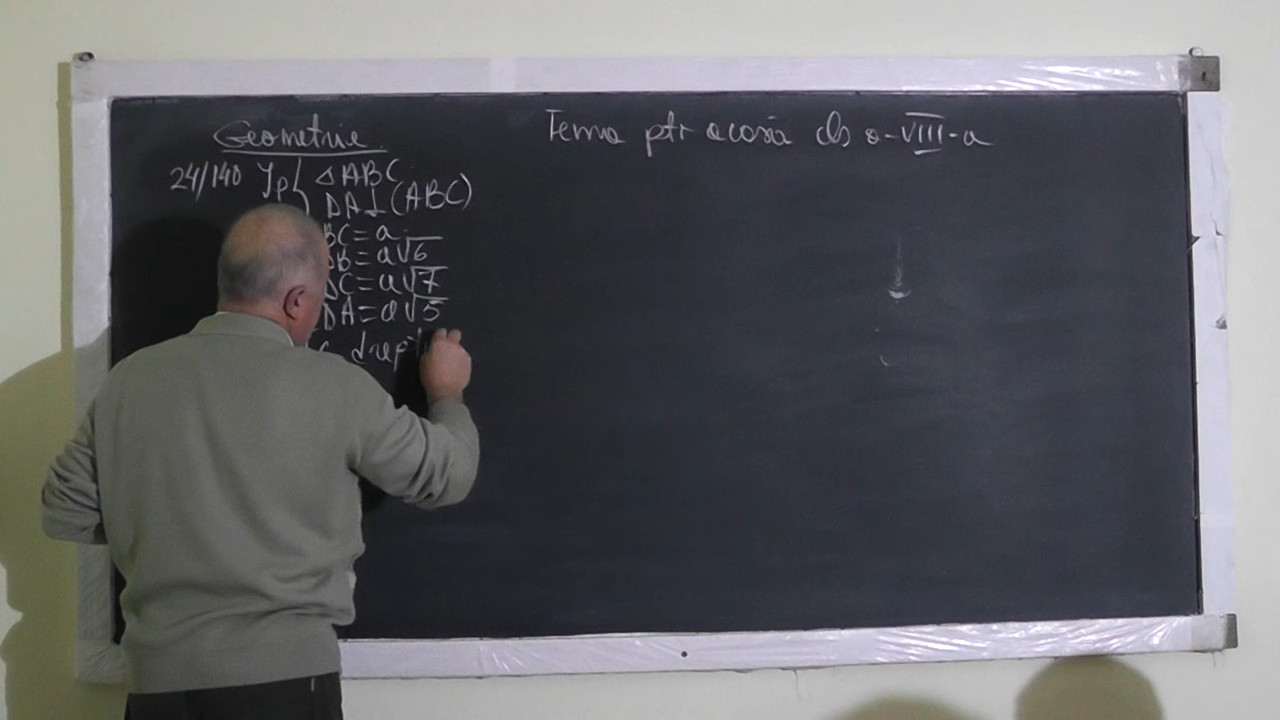 Geometrie
Tema ptr acasă cls a-VIII-a
24/140 Ip { △ABC
DA⊥(ABC)
BC=a
DB=a√6
DC=a√7
DA=a√5